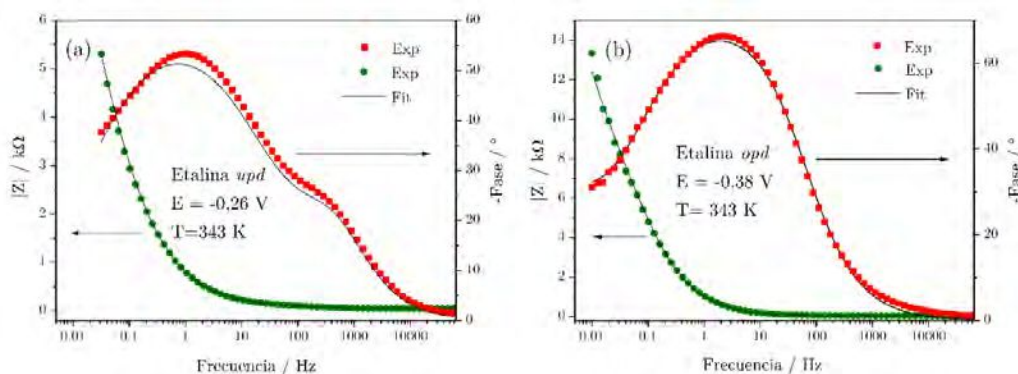 (a)
Exp
Exp
Fit
Etalina upd
E = -0,26 V
T=343 K
|Z| / kΩ
6
5
4
3
2
1
0
-Fase / °
60
50
40
30
20
10
0
0.01 0.1 1 10 100 1000 10000
Frecuencia / Hz
(b)
Exp
Exp
Fit
Etalina opd
E = -0.38 V
T= 343 K
|Z| / kΩ
14
12
10
8
6
4
2
0
-Fase / °
60
40
20
0
0.01 0.1 1 10 100 1000 10000
Frecuencia / Hz